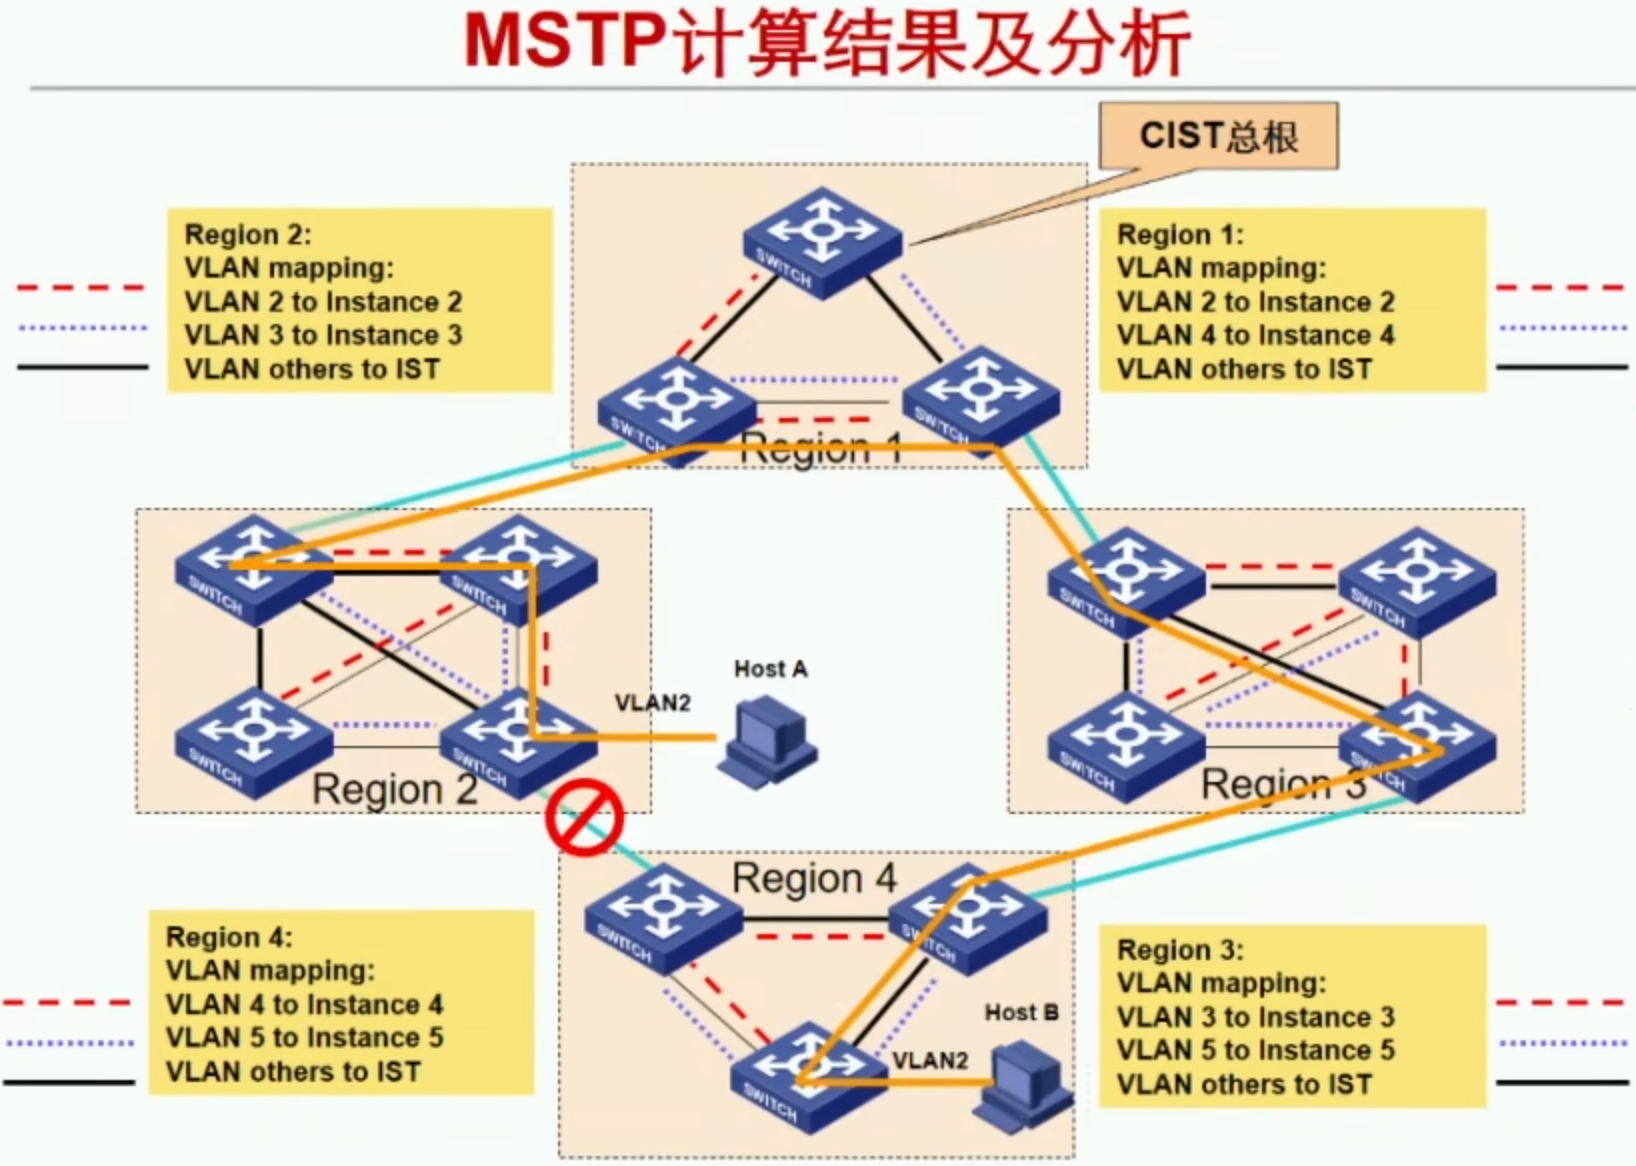 MSTP计算结果及分析
CIST总根
Region 2:
VLAN mapping:
VLAN 2 to Instance 2
VLAN 3 to Instance 3
VLAN others to IST
Region 1:
VLAN mapping:
VLAN 2 to Instance 2
VLAN 4 to Instance 4
VLAN others to IST
SWITCH
SWITCH
SWITCH
Region 1
SWITCH
SWITCH
SWITCH
SWITCH
Region 2
VLAN2
Host A
SWITCH
SWITCH
SWITCH
SWITCH
Region 3
Region 4
SWITCH
SWITCH
SWITCH
VLAN2
Host B
Region 4:
VLAN mapping:
VLAN 4 to Instance 4
VLAN 5 to Instance 5
VLAN others to IST
Region 3:
VLAN mapping:
VLAN 3 to Instance 3
VLAN 5 to Instance 5
VLAN others to IST